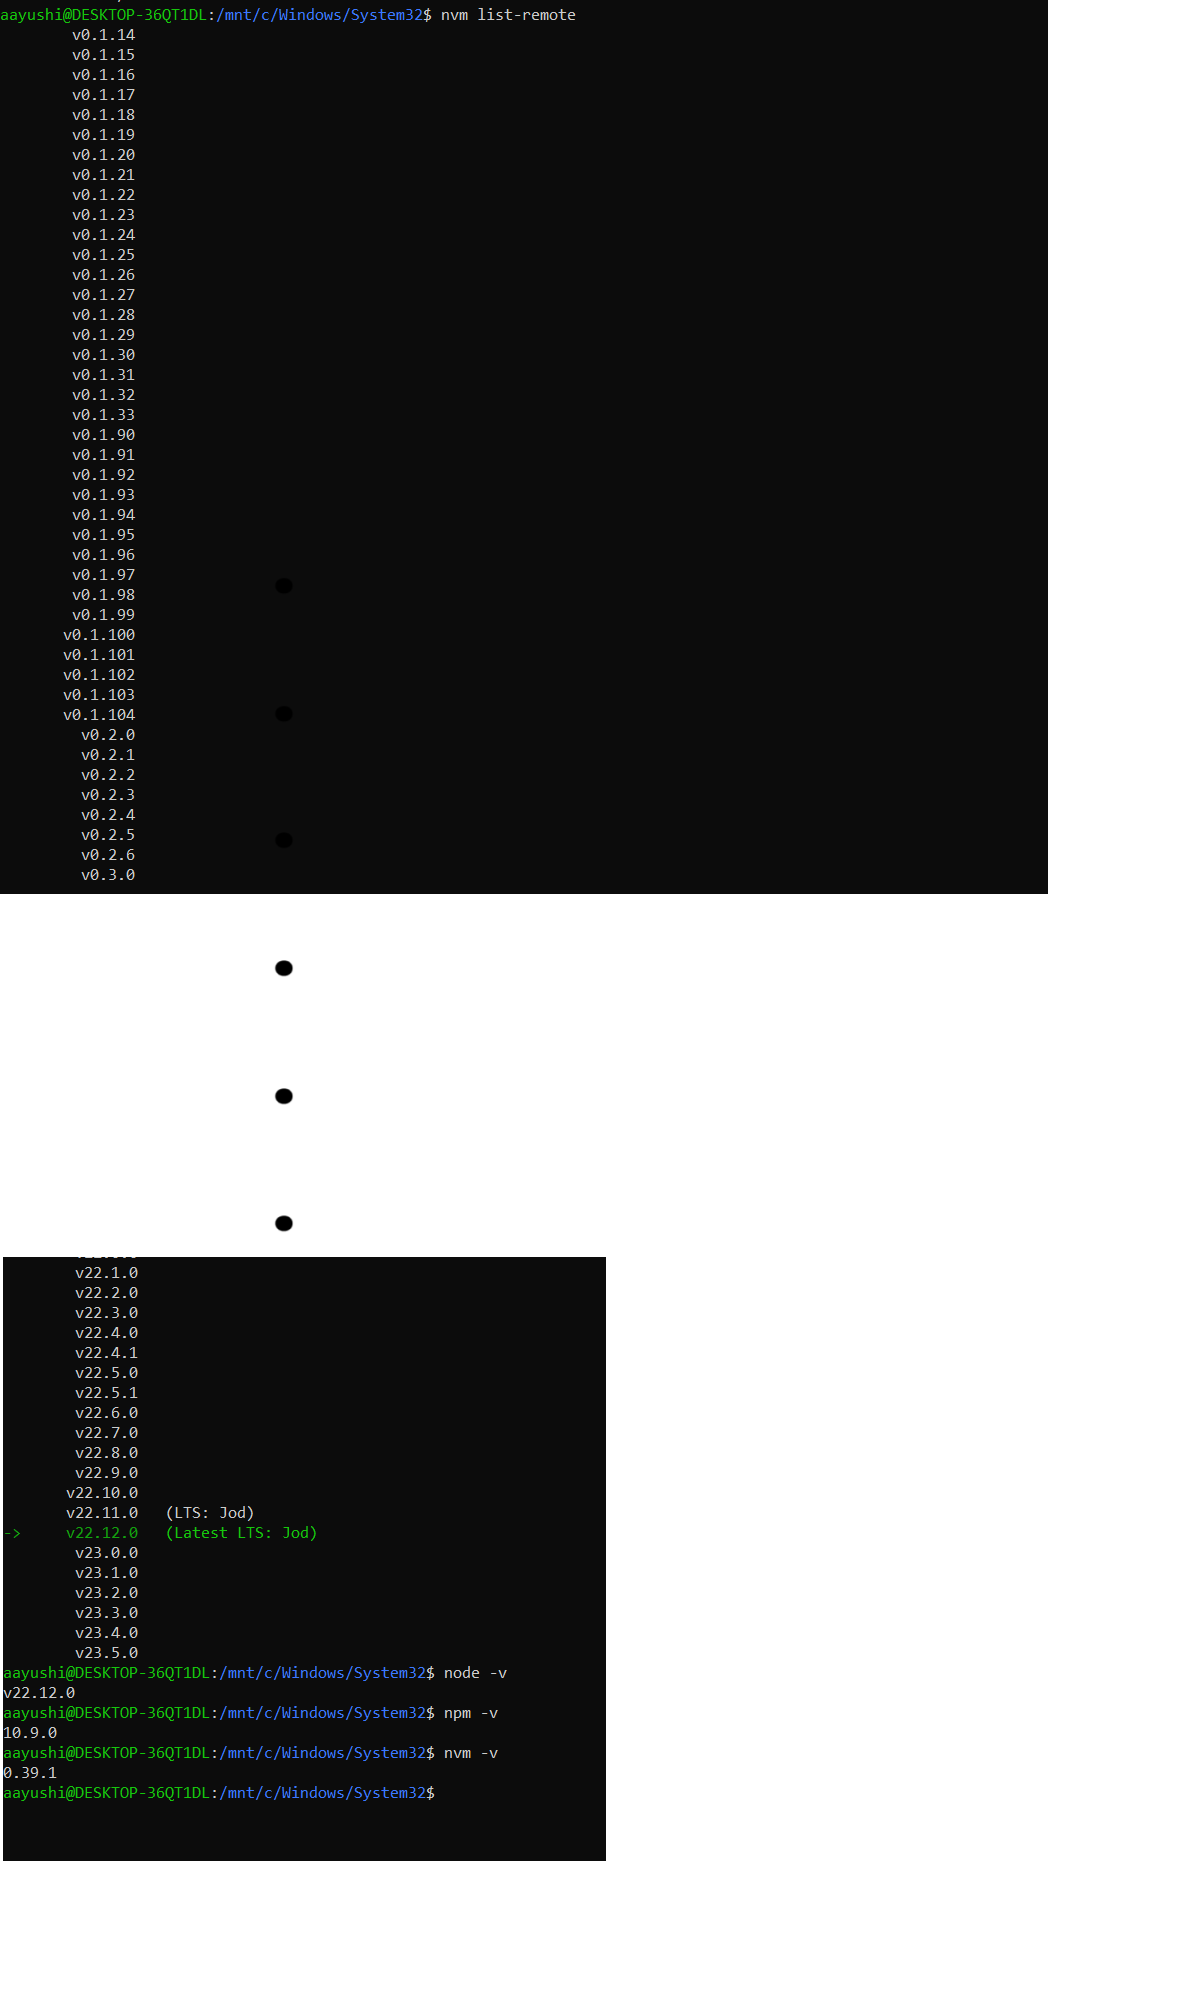 aayushi@DESKTOP-36QT1DL:/mnt/c/Windows/System32$ nvm list-remote
v0.1.14
v0.1.15
v0.1.16
v0.1.17
v0.1.18
v0.1.19
v0.1.20
v0.1.21
v0.1.22
v0.1.23
v0.1.24
v0.1.25
v0.1.26
v0.1.27
v0.1.28
v0.1.29
v0.1.30
v0.1.31
v0.1.32
v0.1.33
v0.1.90
v0.1.91
v0.1.92
v0.1.93
v0.1.94
v0.1.95
v0.1.96
v0.1.97
v0.1.98
v0.1.99
v0.1.100
v0.1.101
v0.1.102
v0.1.103
v0.1.104
v0.2.0
v0.2.1
v0.2.2
v0.2.3
v0.2.4
v0.2.5
v0.2.6
v0.3.0
v22.1.0
v22.2.0
v22.3.0
v22.4.0
v22.4.1
v22.5.0
v22.5.1
v22.6.0
v22.7.0
v22.8.0
v22.9.0
v22.10.0
v22.11.0 (LTS: Jod)
-> v22.12.0 (Latest LTS: Jod)
v23.0.0
v23.1.0
v23.2.0
v23.3.0
v23.4.0
v23.5.0
aayushi@DESKTOP-36QT1DL:/mnt/c/Windows/System32$ node -v
v22.12.0
aayushi@DESKTOP-36QT1DL:/mnt/c/Windows/System32$ npm -v
10.9.0
aayushi@DESKTOP-36QT1DL:/mnt/c/Windows/System32$ nvm -v
0.39.1
aayushi@DESKTOP-36QT1DL:/mnt/c/Windows/System32$